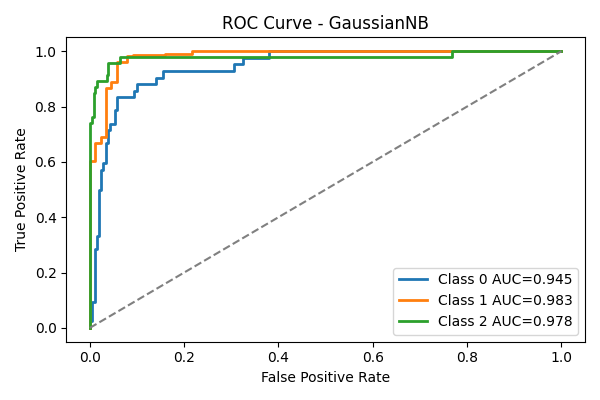 ROC Curve - GaussianNB
True Positive Rate
1.0
0.8
0.6
0.4
0.2
0.0
0.0 0.2 0.4 0.6 0.8 1.0
False Positive Rate
Class 0 AUC=0.945
Class 1 AUC=0.983
Class 2 AUC=0.978